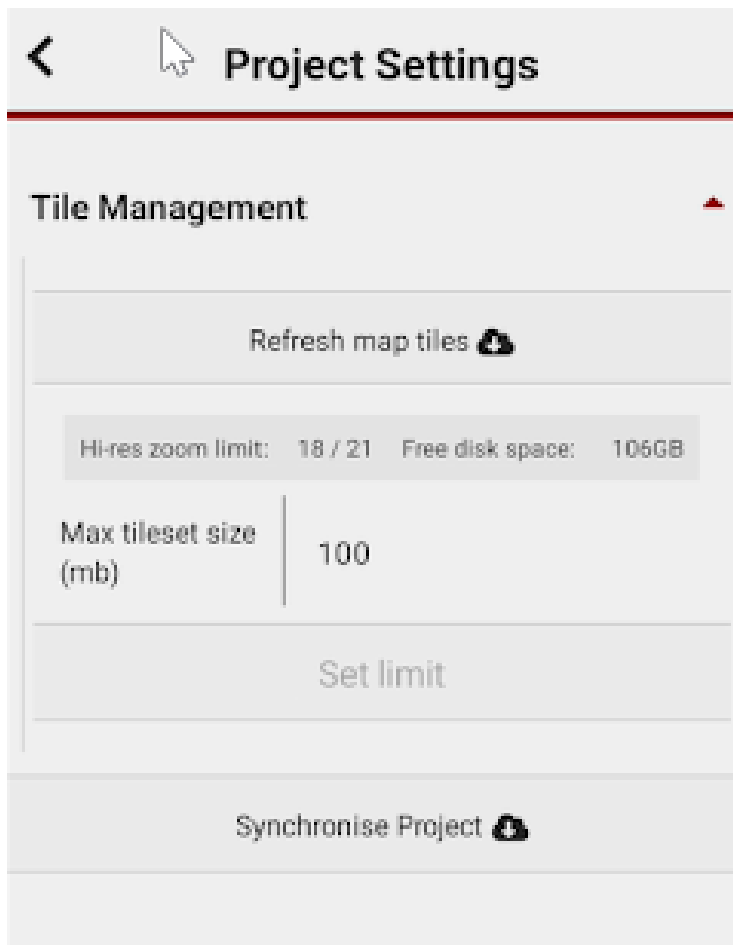 Project Settings
Tile Management
Refresh map tiles
Hi-res zoom limit: 18 / 21 Free disk space: 106GB
Max tileset size
(mb)
100
Set limit
Synchronise Project